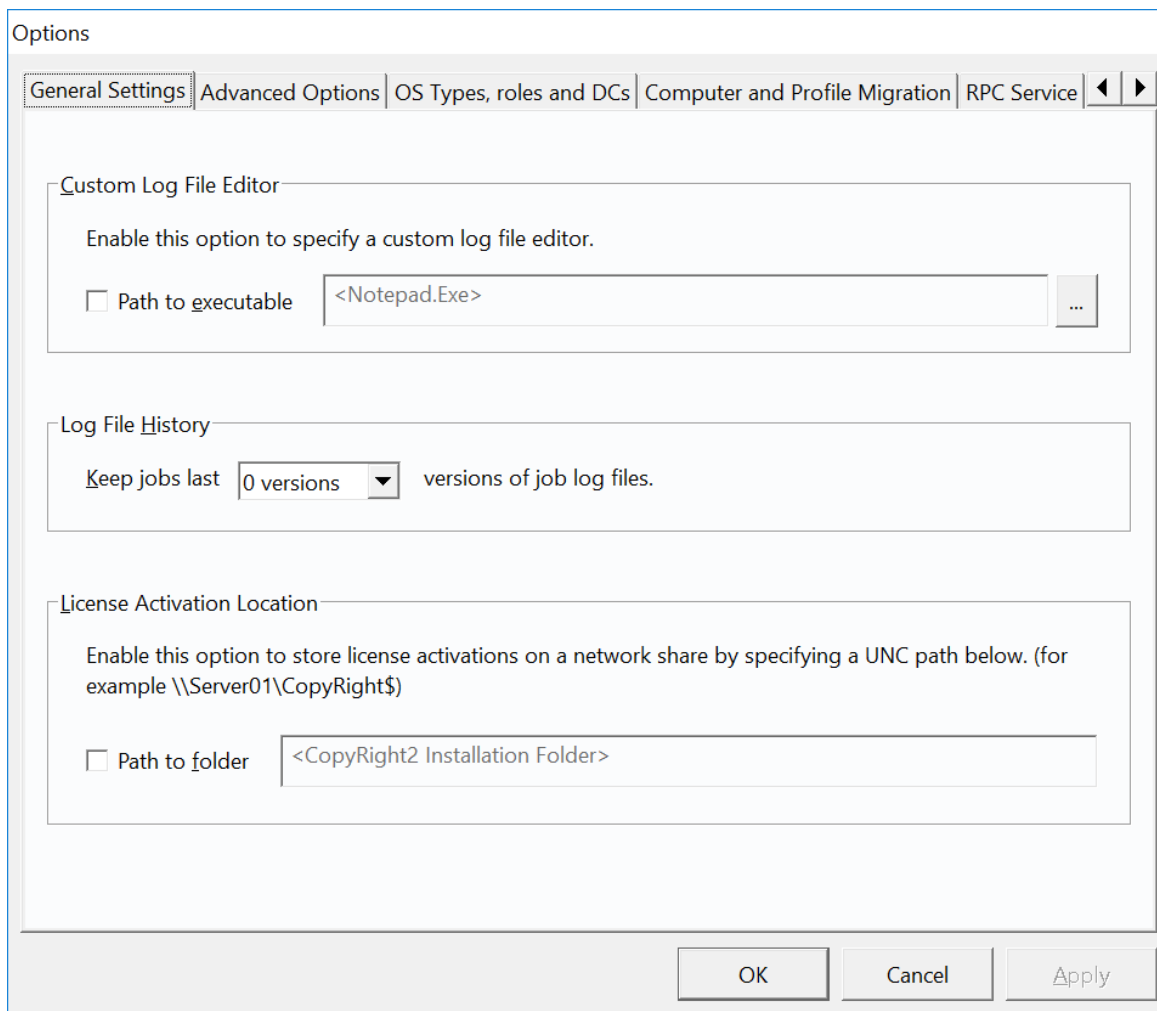 Options
General Settings Advanced Options OS Types, roles and DCs Computer and Profile Migration RPC Service
Custom Log File Editor
Enable this option to specify a custom log file editor.
Path to executable <Notepad.Exe> ...
Log File History
Keep jobs last 0 versions versions of job log files.
License Activation Location
Enable this option to store license activations on a network share by specifying a UNC path below. (for
example \\Server01\CopyRight$)
Path to folder <CopyRight2 Installation Folder>
OK Cancel Apply